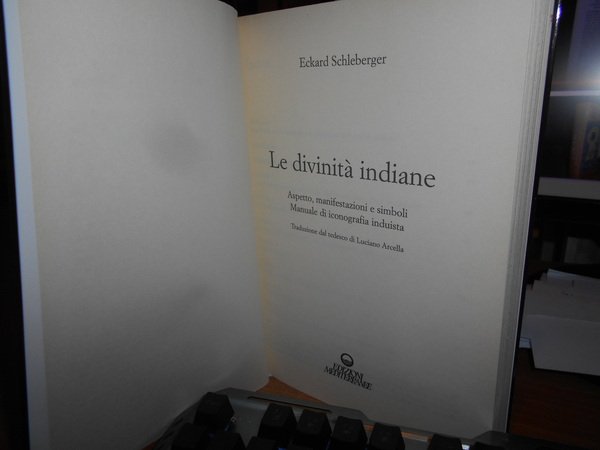 Eckard Schleberger
Le divinità indiane
Aspetto, manifestazioni e simboli
Manuale di iconografia induista
Traduzione dal tedesco di Luciano Arcella
EDIZIONI
MEDITERRANEE